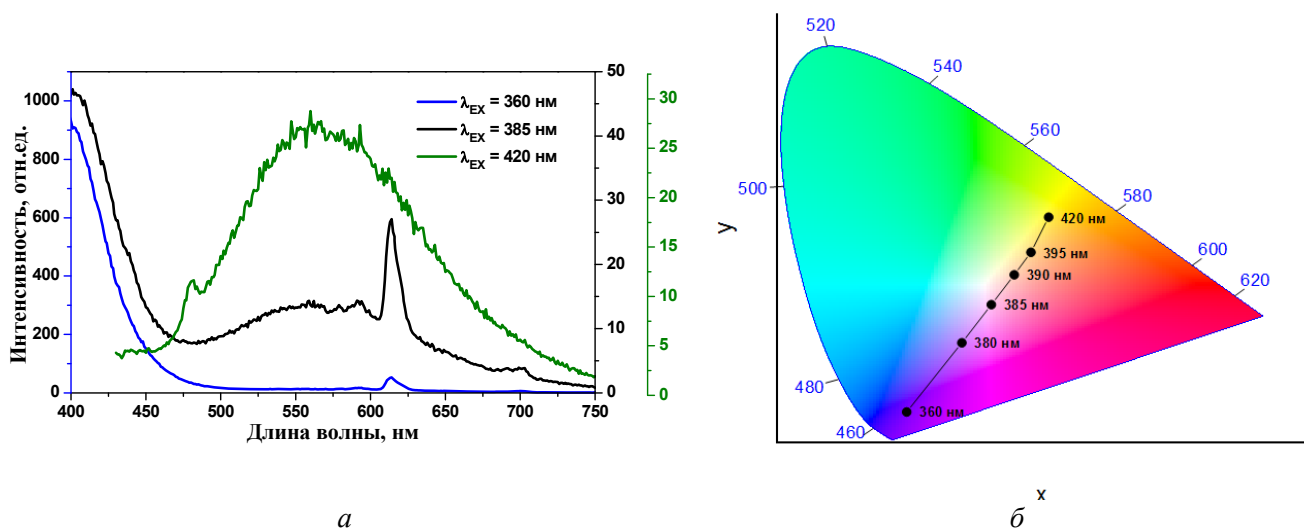 1000
800
600
400
200
0
Интенсивность, отн.ед.
400 450 500 550 600 650 700 750
Длина волны, нм
50
40
30
20
10
0
30
25
20
15
10
5
0
λEX = 360 нм
λEX = 385 нм
λEX = 420 нм
а
520
540
560
500
580
600
620
480
460
420 нм
395 нм
390 нм
385 нм
380 нм
360 нм
y
x
б